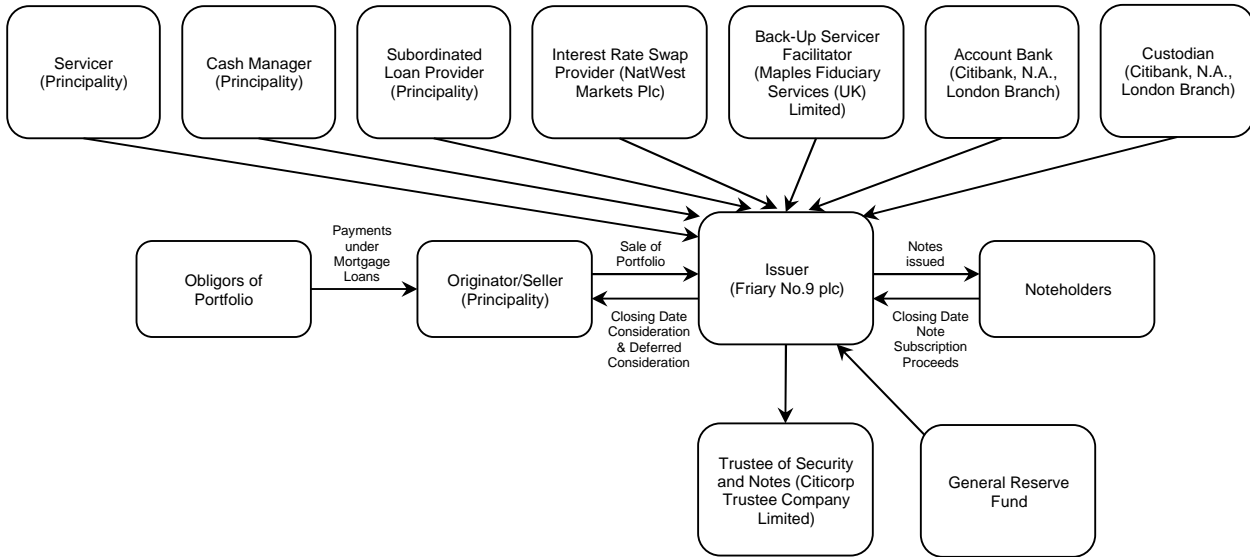 Servicer
(Principality)
Cash Manager
(Principality)
Subordinated
Loan Provider
(Principality)
Interest Rate Swap
Provider (NatWest
Markets Plc)
Back-Up Servicer
Facilitator
(Maples Fiduciary
Services (UK)
Limited)
Account Bank
(Citibank, N.A.,
London Branch)
Custodian
(Citibank, N.A.,
London Branch)
Obligors of
Portfolio
Payments
under
Mortgage
Loans
Originator/Seller
(Principality)
Sale of
Portfolio
Closing Date
Consideration
& Deferred
Consideration
Issuer
(Friary No.9 plc)
Notes
issued
Closing Date
Note
Subscription
Proceeds
Noteholders
Trustee of Security
and Notes (Citicorp
Trustee Company
Limited)
General Reserve
Fund